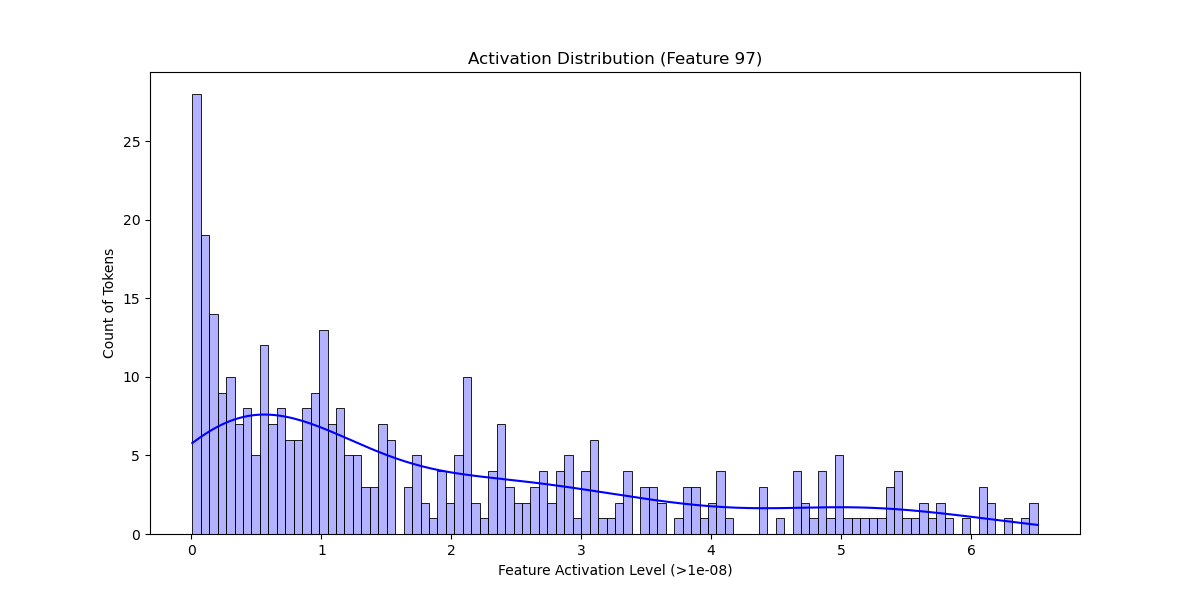 Activation Distribution (Feature 97)
25
20
15
10
5
0
Count of Tokens
0 1 2 3 4 5 6
Feature Activation Level (>1e-08)